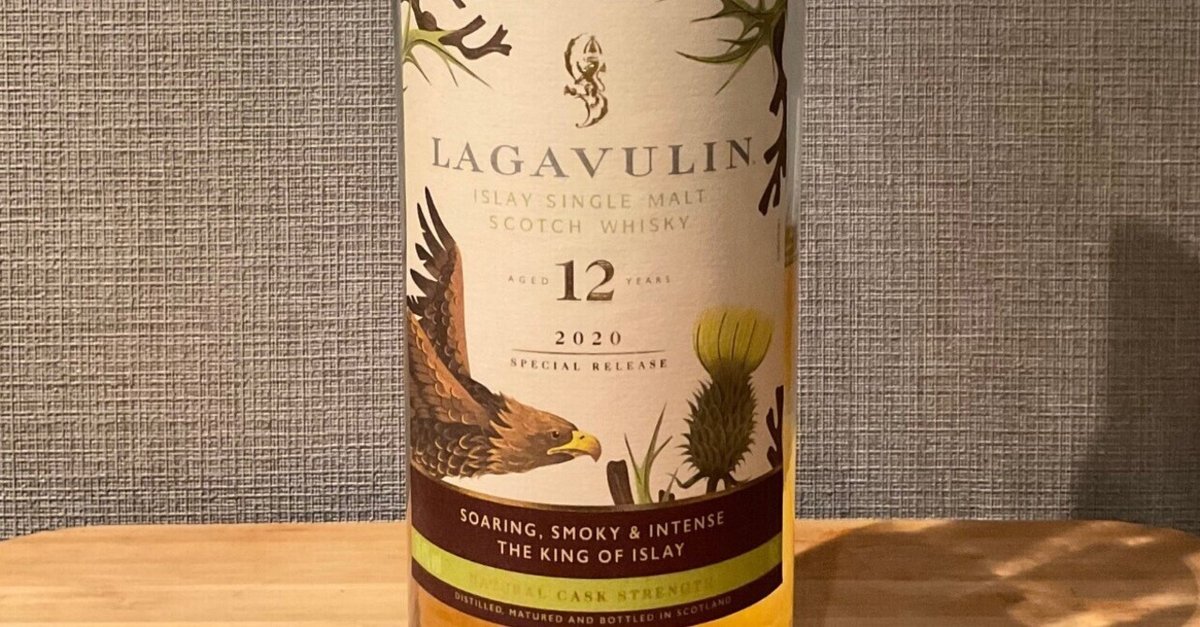 LAGAVULIN
ISLAY SINGLE MALT
SCOTCH WHISKY
AGED 12 YEARS
2020
SPECIAL RELEASE
SOARING, SMOKY & INTENSE
THE KING OF ISLAY
NATURAL CASK STRENGTH
DISTILLED, MATURED AND BOTTLED IN SCOTLAND